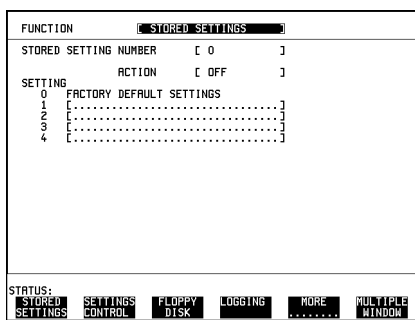 FUNCTION [ STORED SETTINGS ]
STORED SETTING NUMBER [ 0 ]
ACTION [ OFF ]
SETTING
0 FACTORY DEFAULT SETTINGS
1 [................................]
2 [................................]
3 [................................]
4 [................................]
STATUS:
STORED SETTINGS CONTROL FLOPPY LOGGING MORE MULTIPLE
SETTINGS CONTROL DISK ........ WINDOW